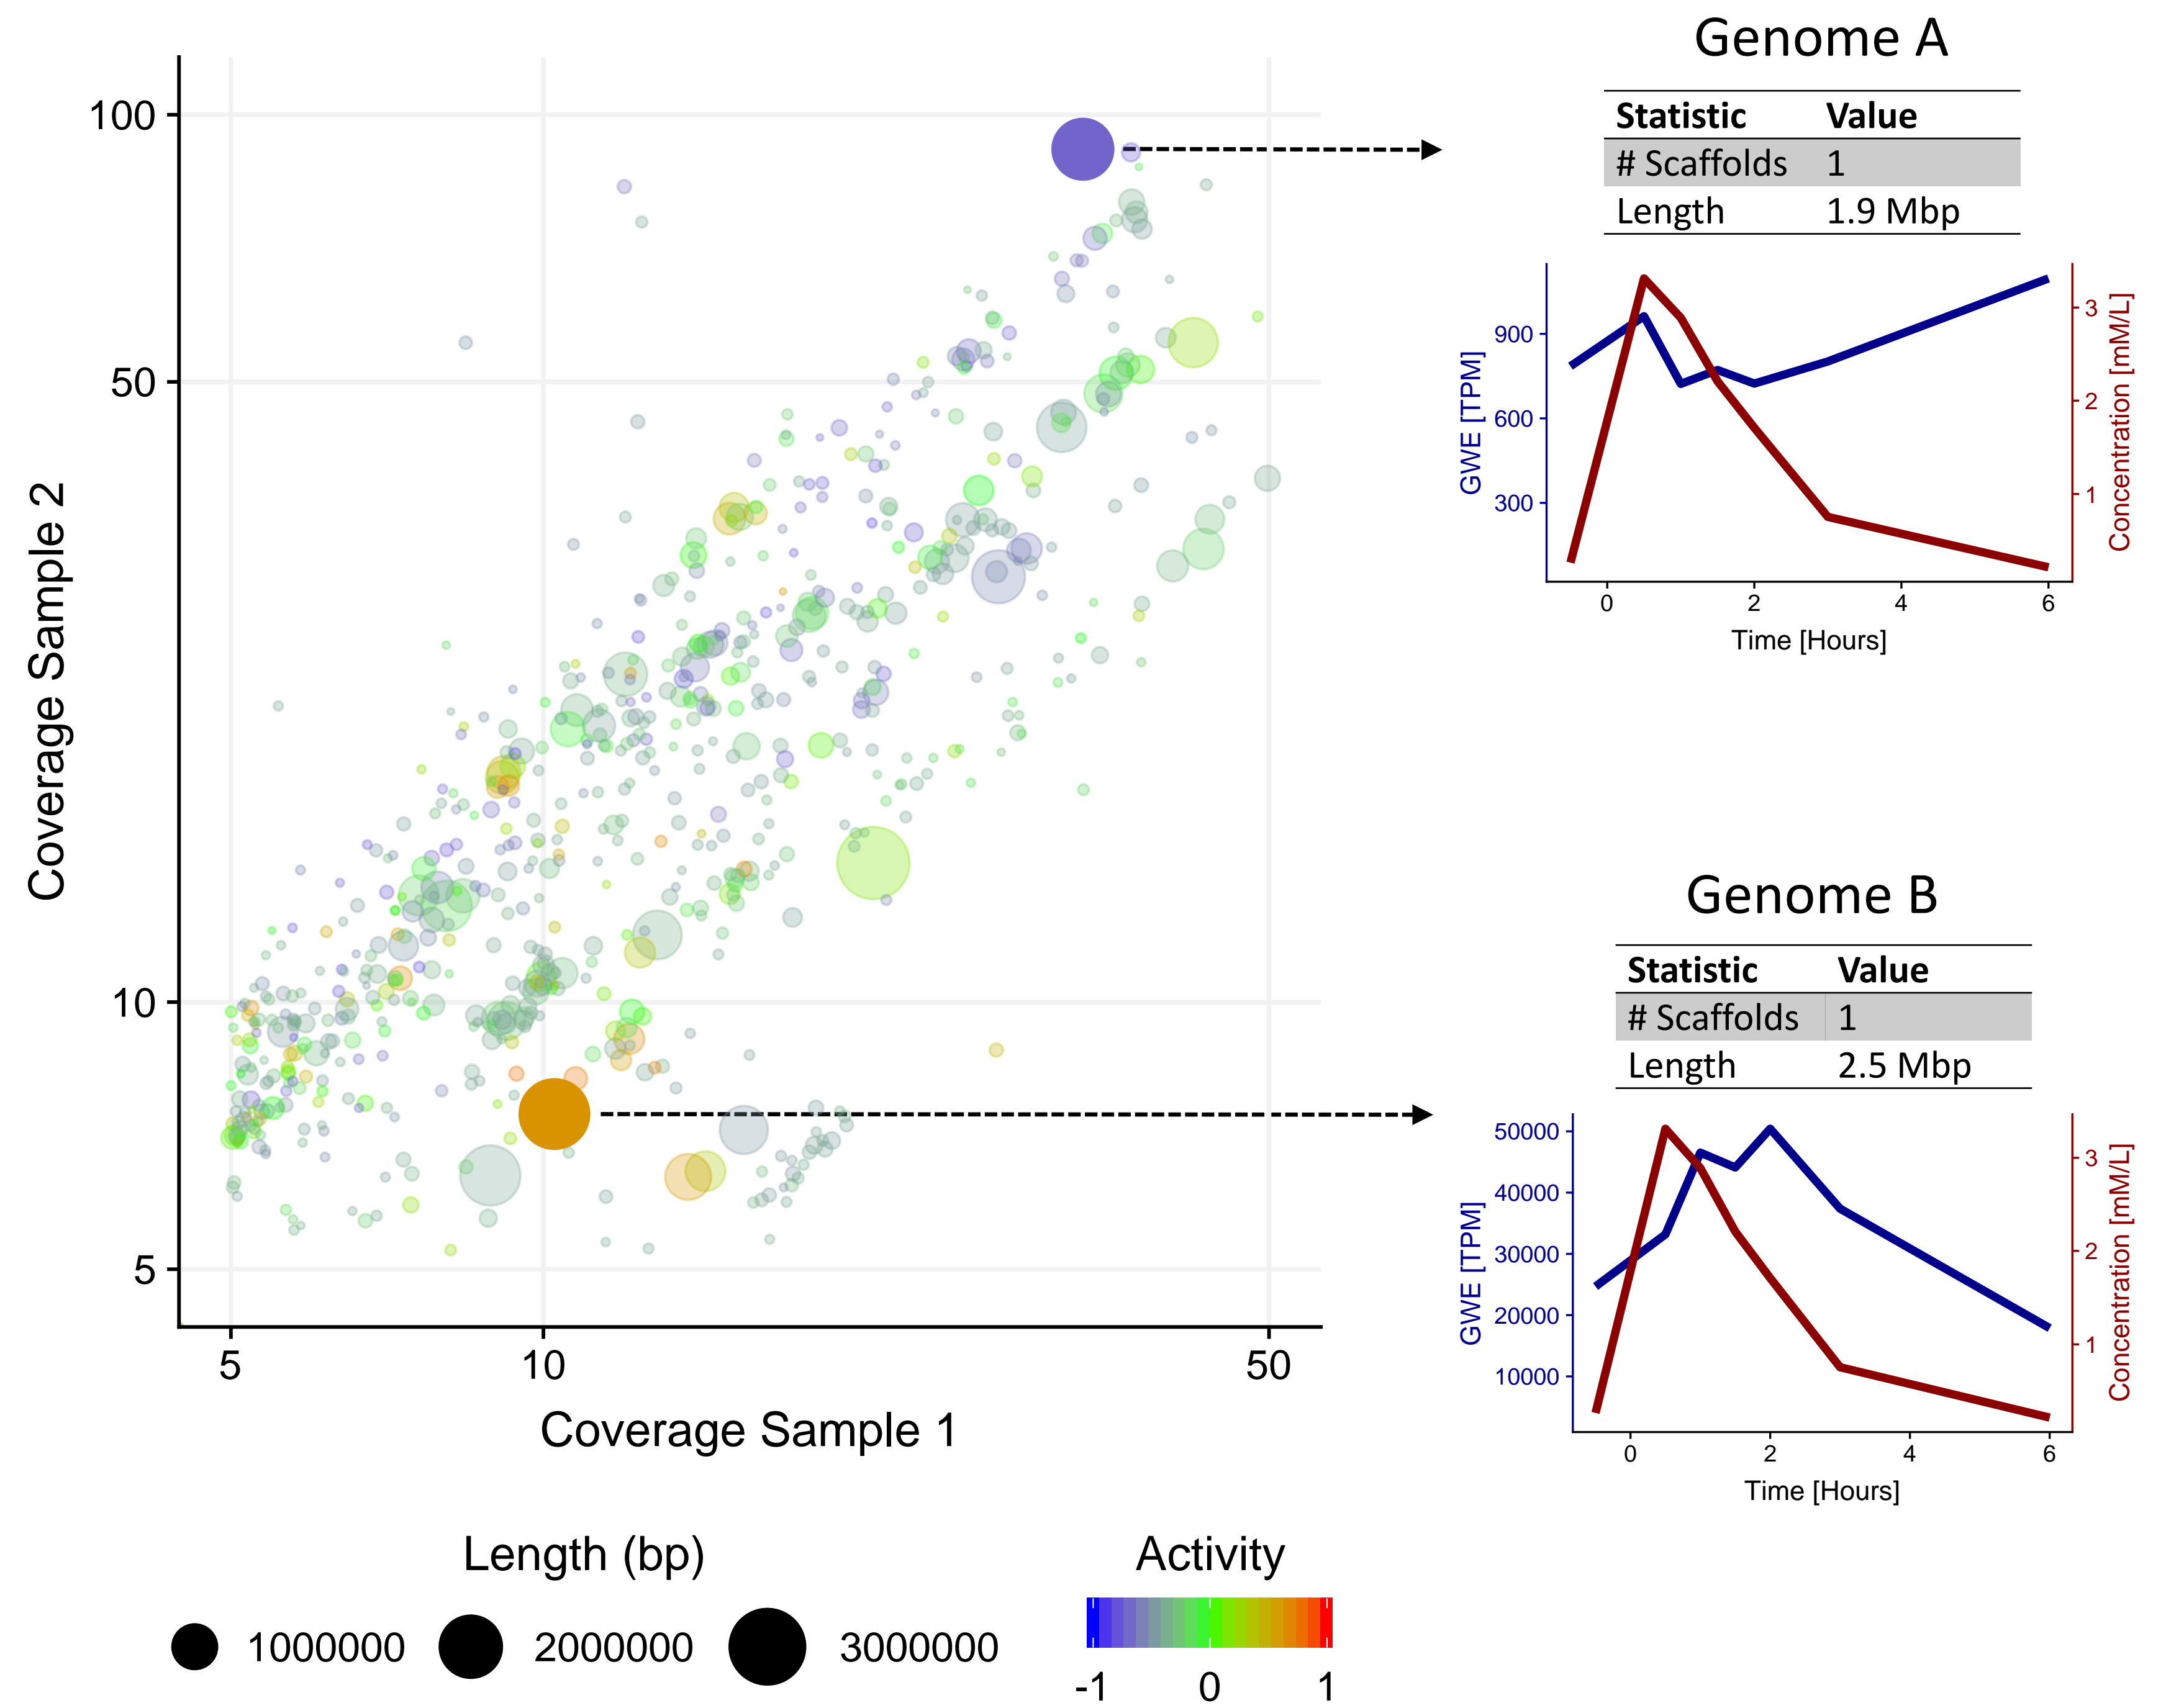 Genome A
Statistic Value
# Scaffolds 1
Length 1.9 Mbp
100
50
10
5
Coverage Sample 2
5 10 50
Coverage Sample 1
900
600
300
GWE [TPM]
3
2
1
Concentration [mM/L]
0 2 4 6
Time [Hours]
Genome B
Statistic Value
# Scaffolds 1
Length 2.5 Mbp
50000
40000
30000
20000
10000
GWE [TPM]
3
2
1
Concentration [mM/L]
0 2 4 6
Time [Hours]
Length (bp)
1000000 2000000 3000000
Activity
-1 0 1